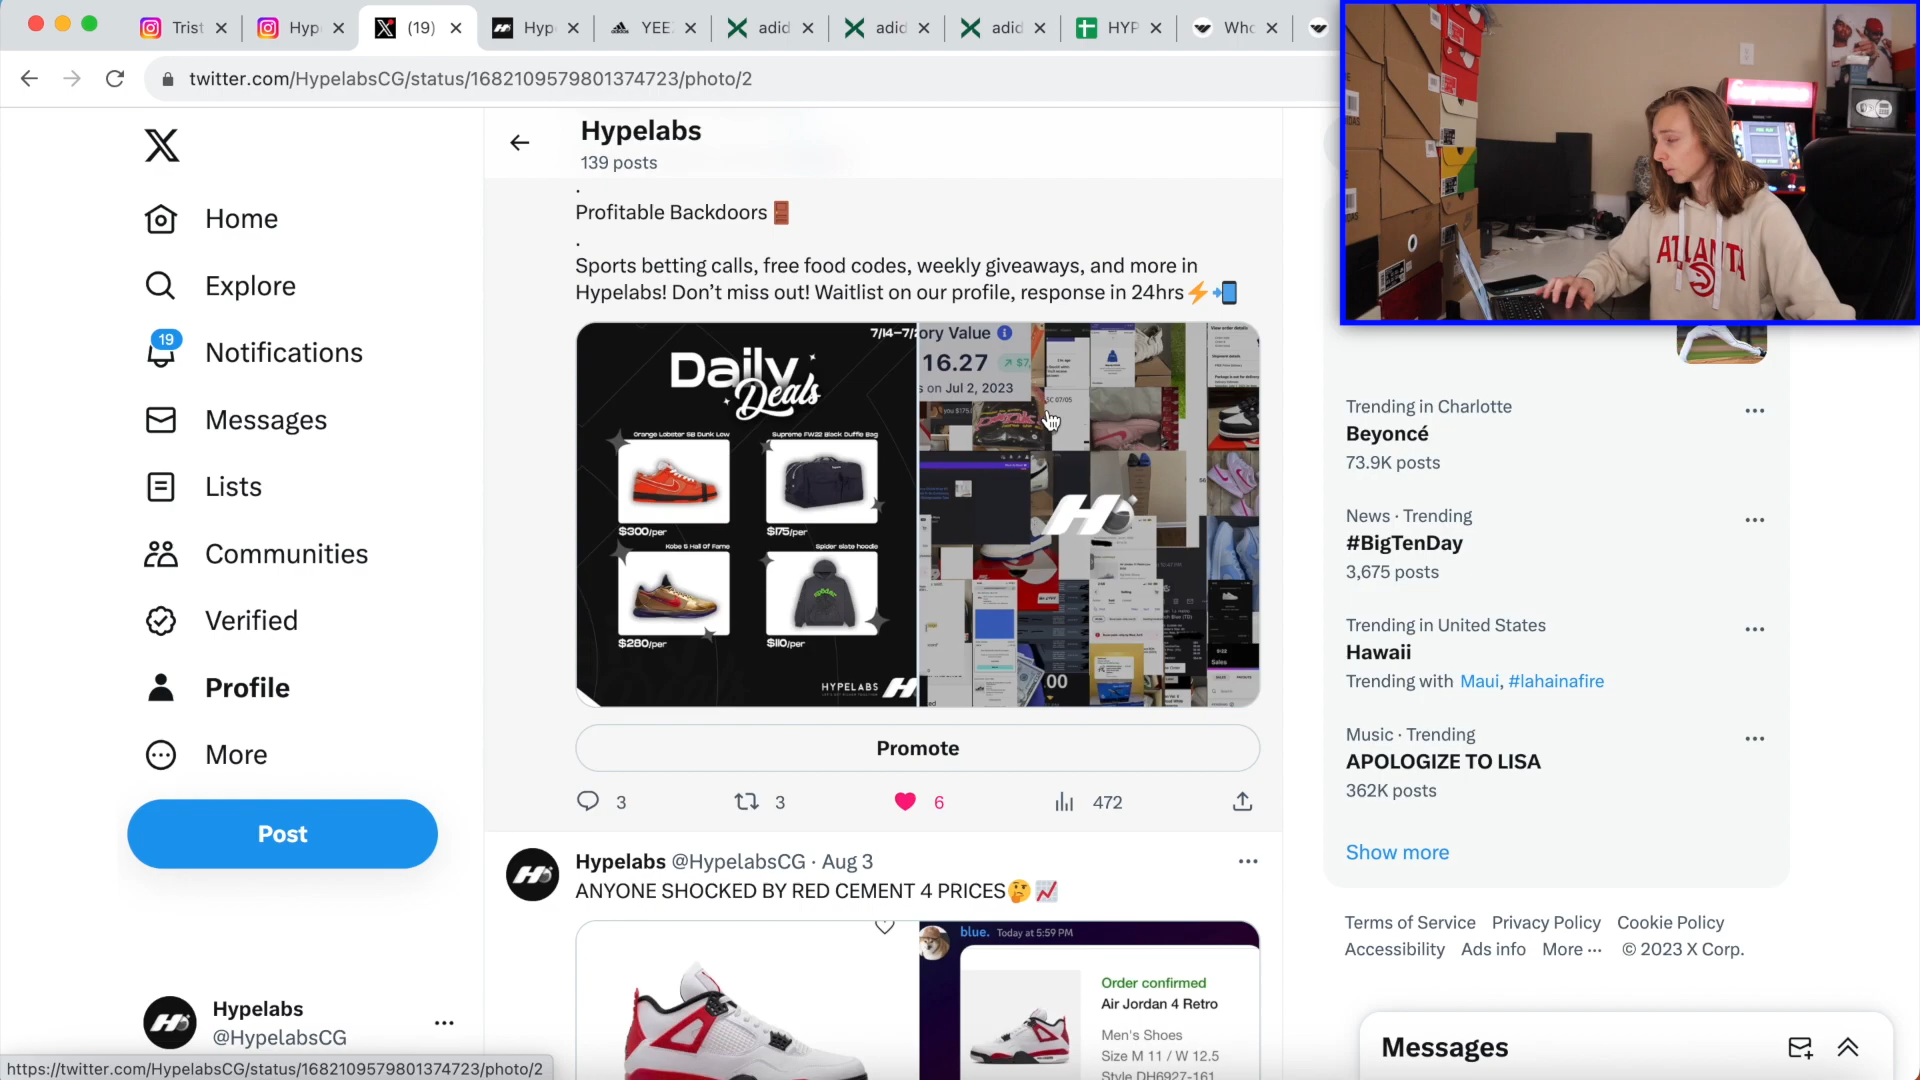 Trist
Hyp
(19)
Hyp
YEE
adid
adid
adid
HYP
Who
twitter.com/HypelabsCG/status/1682109579801374723/photo/2
Home
Explore
19
Notifications
Messages
Lists
Communities
Verified
Profile
More
Post
Hypelabs
@HypelabsCG
https://twitter.com/HypelabsCG/status/1682109579801374723/photo/2
Hypelabs
139 posts
.
Profitable Backdoors🚪
.
Sports betting calls, free food codes, weekly giveaways, and more in
Hypelabs! Don’t miss out! Waitlist on our profile, response in 24hrs⚡📲
Daily
Deals
Orange Lobster SB Dunk Low
Supreme FW22 Black Duffle Bag
$300/per
$175/per
Kobe 5 Hall Of Fame
Spider slate hoodie
$280/per
$110/per
HYPELABS
ory Value
16.27
s on Jul 2, 2023
Promote
3
3
6
472
Hypelabs @HypelabsCG · Aug 3
ANYONE SHOCKED BY RED CEMENT 4 PRICES🤔📈
blue. Today at 5:59 PM
Order confirmed
Air Jordan 4 Retro
Men's Shoes
Size M 11 / W 12.5
Style DH6927-161
Supreme
ATLANTA
Trending in Charlotte
Beyoncé
73.9K posts
News · Trending
#BigTenDay
3,675 posts
Trending in United States
Hawaii
Trending with Maui, #lahainafire
Music · Trending
APOLOGIZE TO LISA
362K posts
Show more
Terms of Service Privacy Policy Cookie Policy
Accessibility Ads info More ··· © 2023 X Corp.
Messages